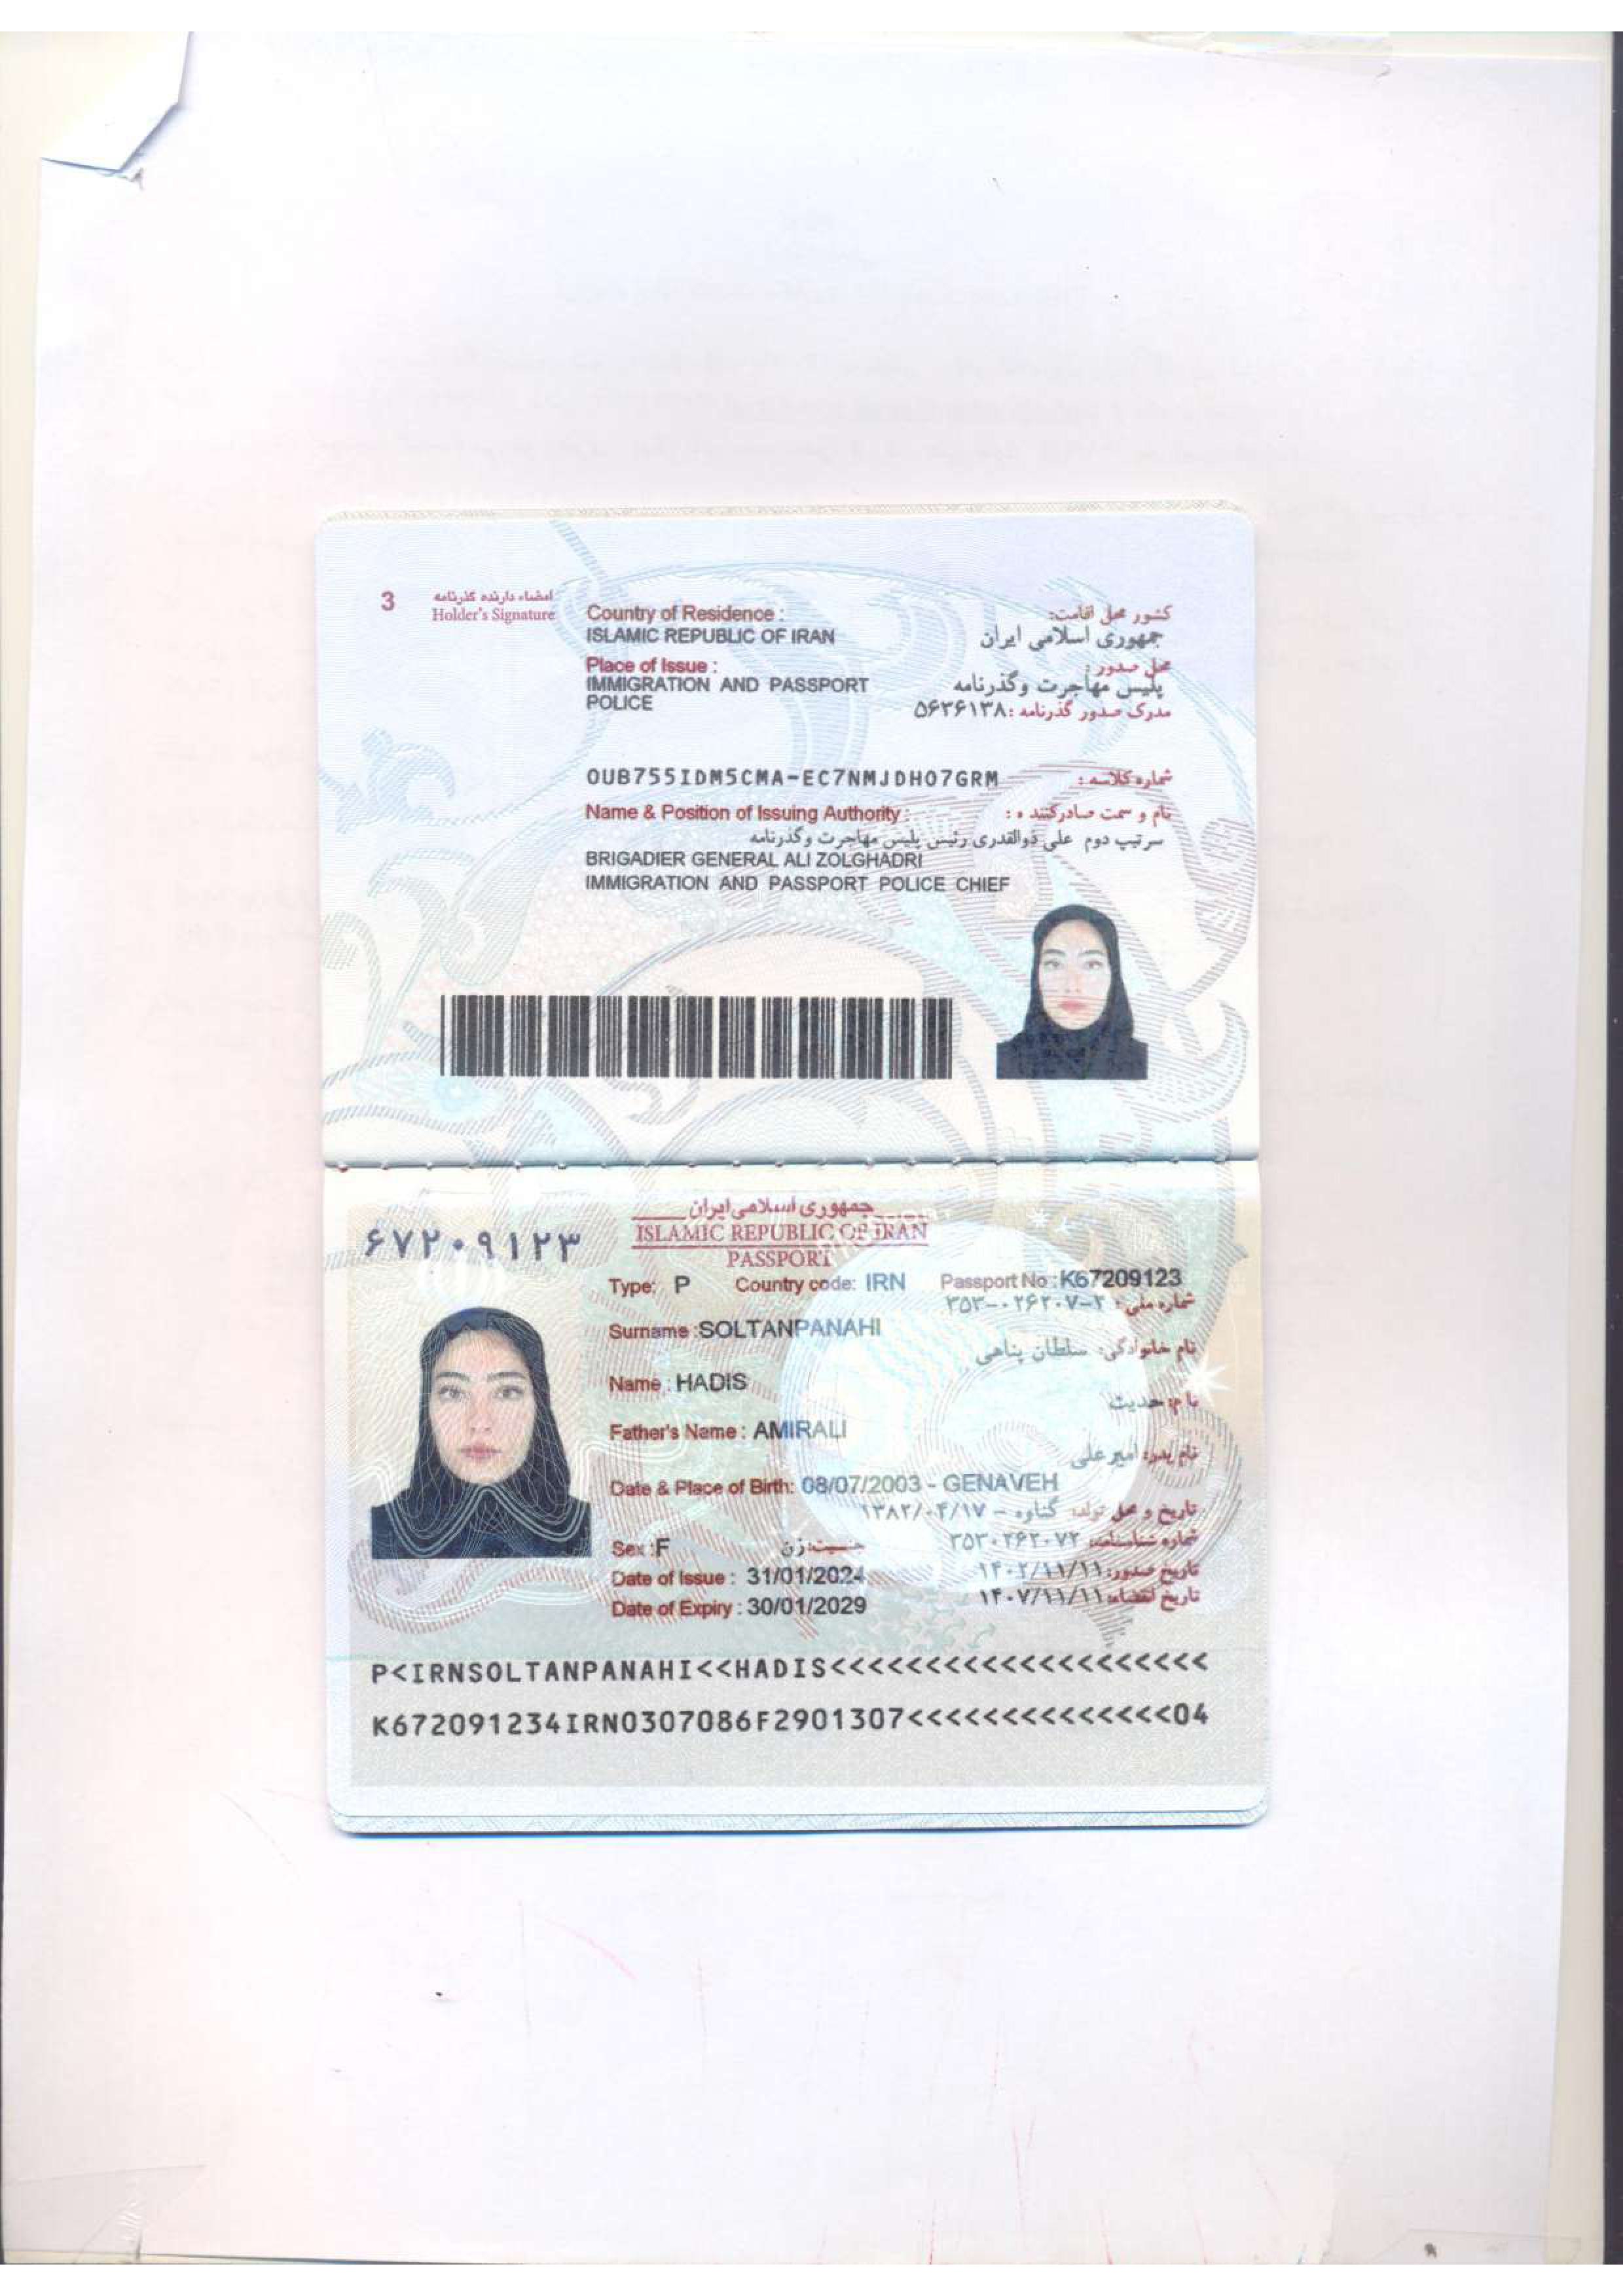 3
امضاء دارنده گذرنامه
Holder's Signature
Country of Residence :
کشور محل اقامت:
ISLAMIC REPUBLIC OF IRAN
جمهوری اسلامی ایران
Place of Issue :
محل صدور :
IMMIGRATION AND PASSPORT
POLICE
پلیس مهاجرت وگذرنامه
مدرک صدور گذرنامه :۵۶۳۶۱۳۸
OUB755IDM5CMA-EC7NMJDHO7GRM
شماره کلاسه :
Name & Position of Issuing Authority :
نام و سمت صادرکننده :
سرتیپ دوم علی ذوالقدری رئیس پلیس مهاجرت وگذرنامه
BRIGADIER GENERAL ALI ZOLGHADRI
IMMIGRATION AND PASSPORT POLICE CHIEF
۶۷۲۰۹۱۲۳
جمهوری اسلامی ایران
ISLAMIC REPUBLIC OF IRAN
PASSPORT
Type: P Country code: IRN Passport No :K67209123
شماره ملی: ۳۵۳-۰۲۶۲۰۷-۲
Surname :SOLTANPANAHI
نام خانوادگی: سلطان پناهی
Name : HADIS
نام: حدیث
Father's Name : AMIRALI
نام پدر: امیرعلی
Date & Place of Birth: 08/07/2003 - GENAVEH
تاریخ و محل تولد: گناوه - ۱۳۸۲/۰۴/۱۷
شماره شناسنامه: ۳۵۳۰۲۶۲۰۷۲
Sex :F
جنسیت: زن
Date of Issue : 31/01/2024
تاریخ صدور: ۱۴۰۲/۱۱/۱۱
Date of Expiry : 30/01/2029
تاریخ انقضاء: ۱۴۰۷/۱۱/۱۱
P<IRNSOLTANPANAHI<<HADIS<<<<<<<<<<<<<<<<<<<<
K672091234IRN0307086F2901307<<<<<<<<<<<<<<04